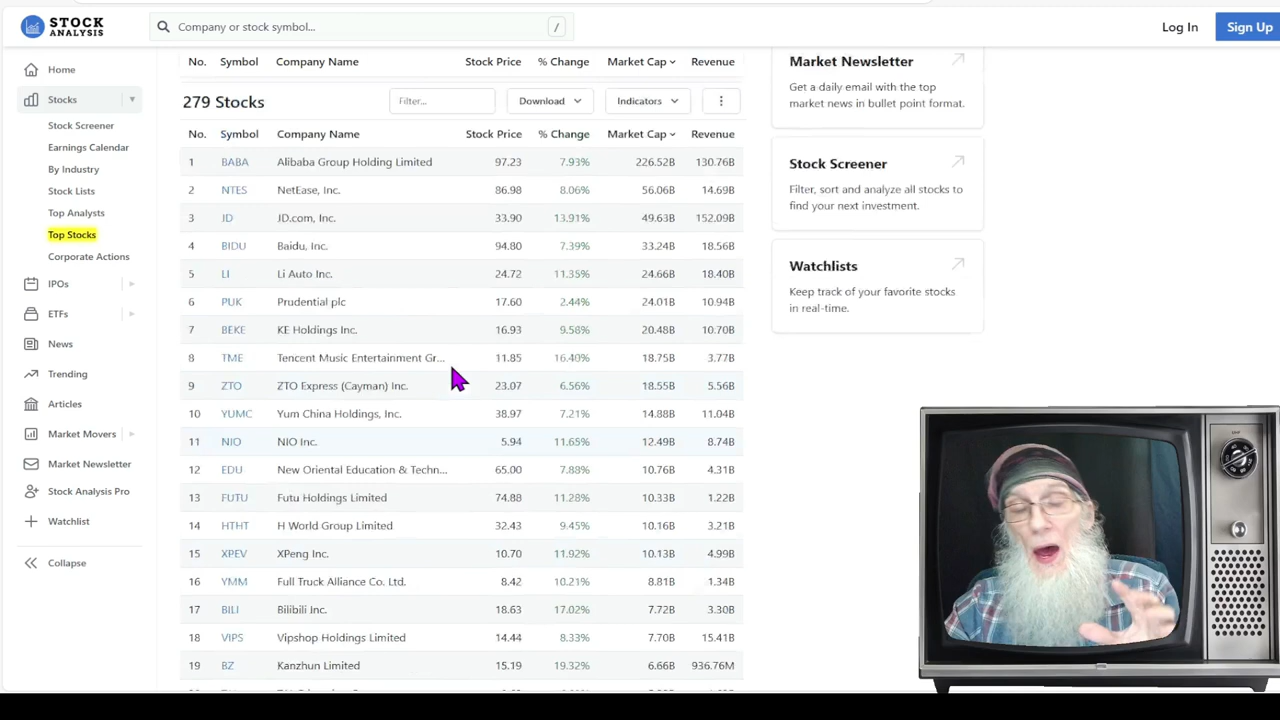 STOCK
ANALYSIS
Company or stock symbol...
/
Log In
Sign Up
Home
Stocks
Stock Screener
Earnings Calendar
By Industry
Stock Lists
Top Analysts
Top Stocks
Corporate Actions
IPOs
ETFs
News
Trending
Articles
Market Movers
Market Newsletter
Stock Analysis Pro
Watchlist
Collapse
No. Symbol Company Name Stock Price % Change Market Cap Revenue
279 Stocks Filter... Download Indicators
No. Symbol Company Name Stock Price % Change Market Cap Revenue
1 BABA Alibaba Group Holding Limited 97.23 7.93% 226.52B 130.76B
2 NTES NetEase, Inc. 86.98 8.06% 56.06B 14.69B
3 JD JD.com, Inc. 33.90 13.91% 49.63B 152.09B
4 BIDU Baidu, Inc. 94.80 7.39% 33.24B 18.56B
5 LI Li Auto Inc. 24.72 11.35% 24.66B 18.40B
6 PUK Prudential plc 17.60 2.44% 24.01B 10.94B
7 BEKE KE Holdings Inc. 16.93 9.58% 20.48B 10.70B
8 TME Tencent Music Entertainment Gr... 11.85 16.40% 18.75B 3.77B
9 ZTO ZTO Express (Cayman) Inc. 23.07 6.56% 18.55B 5.56B
10 YUMC Yum China Holdings, Inc. 38.97 7.21% 14.88B 11.04B
11 NIO NIO Inc. 5.94 11.65% 12.49B 8.74B
12 EDU New Oriental Education & Techn... 65.00 7.88% 10.76B 4.31B
13 FUTU Futu Holdings Limited 74.88 11.28% 10.33B 1.22B
14 HTHT H World Group Limited 32.43 9.45% 10.16B 3.21B
15 XPEV XPeng Inc. 10.70 11.92% 10.13B 4.99B
16 YMM Full Truck Alliance Co. Ltd. 8.42 10.21% 8.81B 1.34B
17 BILI Bilibili Inc. 18.63 17.02% 7.72B 3.30B
18 VIPS Vipshop Holdings Limited 14.44 8.33% 7.70B 15.41B
19 BZ Kanzhun Limited 15.19 19.32% 6.66B 936.76M
Market Newsletter
Get a daily email with the top
market news in bullet point format.
Stock Screener
Filter, sort and analyze all stocks to
find your next investment.
Watchlists
Keep track of your favorite stocks
in real-time.